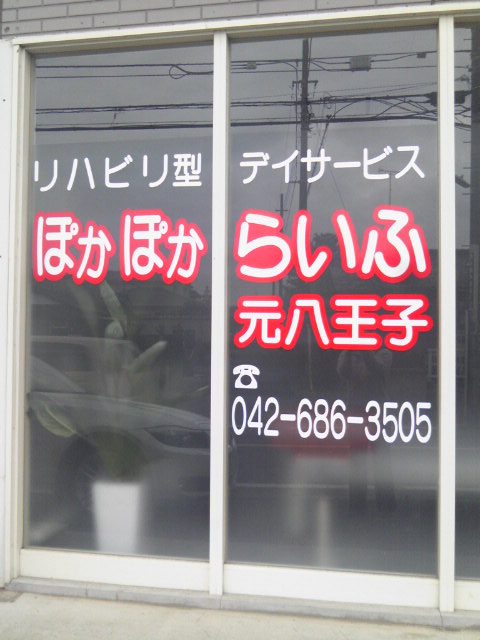 リハビリ型 デイサービス
ぽかぽか らいふ
元八王子
☎
042-686-3505